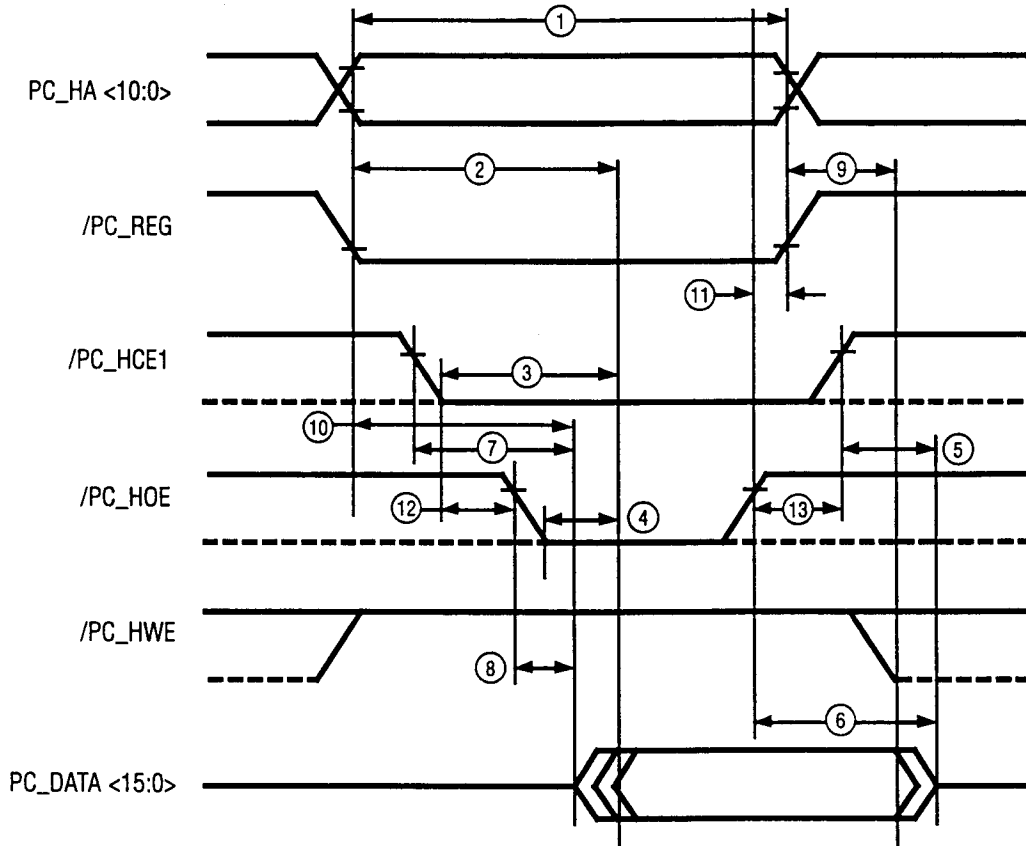 ①
PC_HA <10:0>
② ⑨
/PC_REG
⑪
/PC_HCE1
③
⑩
⑦ ⑤
/PC_HOE
⑫ ④ ⑬
/PC_HWE
⑧
⑥
PC_DATA <15:0>